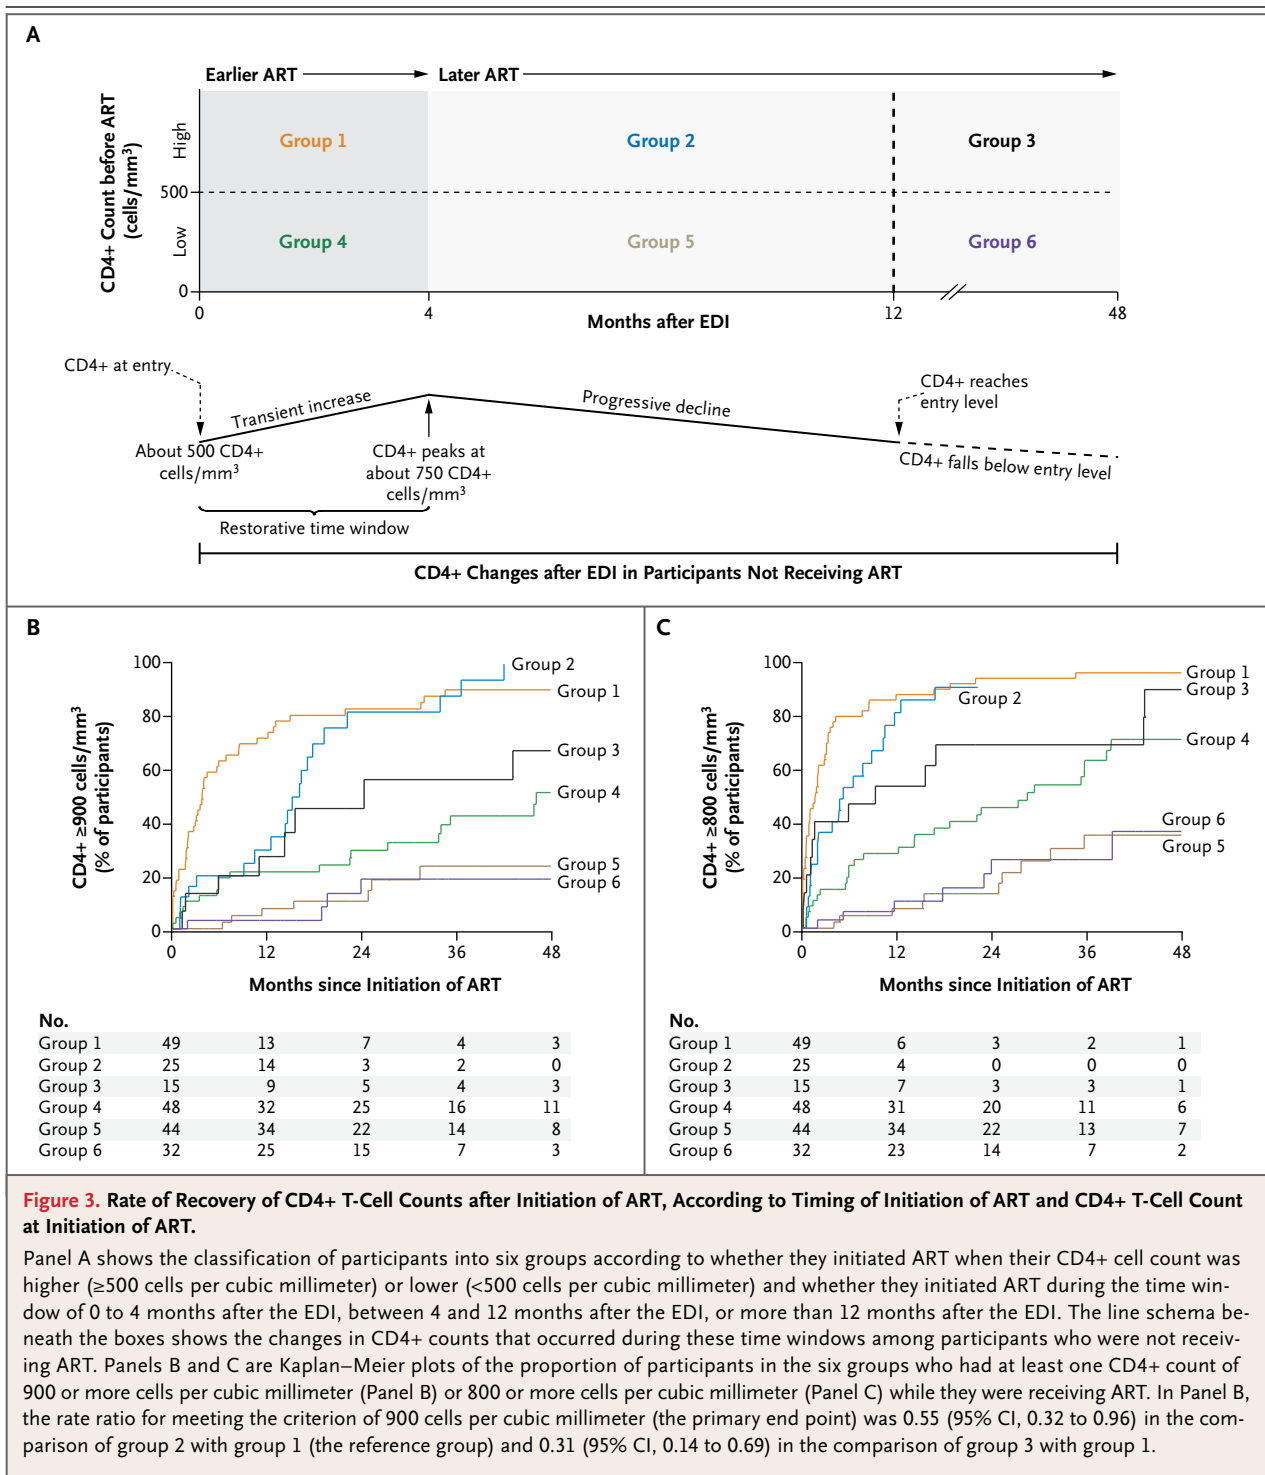 A
Earlier ART
Later ART
CD4+ Count before ART
(cells/mm³)
High
Low
500
0
Group 1
Group 2
Group 3
Group 4
Group 5
Group 6
0
4
12
48
Months after EDI
CD4+ at entry
Transient increase
Progressive decline
CD4+ reaches
entry level
About 500 CD4+
cells/mm³
CD4+ peaks at
about 750 CD4+
cells/mm³
CD4+ falls below entry level
Restorative time window
CD4+ Changes after EDI in Participants Not Receiving ART
B
CD4+ ≥900 cells/mm³
(% of participants)
100
80
60
40
20
0
Group 2
Group 1
Group 3
Group 4
Group 5
Group 6
0 12 24 36 48
Months since Initiation of ART
No.
Group 1 49 13 7 4 3
Group 2 25 14 3 2 0
Group 3 15 9 5 4 3
Group 4 48 32 25 16 11
Group 5 44 34 22 14 8
Group 6 32 25 15 7 3
C
CD4+ ≥800 cells/mm³
(% of participants)
100
80
60
40
20
0
Group 1
Group 3
Group 2
Group 4
Group 6
Group 5
0 12 24 36 48
Months since Initiation of ART
No.
Group 1 49 6 3 2 1
Group 2 25 4 0 0 0
Group 3 15 7 3 3 1
Group 4 48 31 20 11 6
Group 5 44 34 22 13 7
Group 6 32 23 14 7 2
Figure 3. Rate of Recovery of CD4+ T-Cell Counts after Initiation of ART, According to Timing of Initiation of ART and CD4+ T-Cell Count
at Initiation of ART.
Panel A shows the classification of participants into six groups according to whether they initiated ART when their CD4+ cell count was
higher (≥500 cells per cubic millimeter) or lower (<500 cells per cubic millimeter) and whether they initiated ART during the time win-
dow of 0 to 4 months after the EDI, between 4 and 12 months after the EDI, or more than 12 months after the EDI. The line schema be-
neath the boxes shows the changes in CD4+ counts that occurred during these time windows among participants who were not receiv-
ing ART. Panels B and C are Kaplan–Meier plots of the proportion of participants in the six groups who had at least one CD4+ count of
900 or more cells per cubic millimeter (Panel B) or 800 or more cells per cubic millimeter (Panel C) while they were receiving ART. In Panel B,
the rate ratio for meeting the criterion of 900 cells per cubic millimeter (the primary end point) was 0.55 (95% CI, 0.32 to 0.96) in the com-
parison of group 2 with group 1 (the reference group) and 0.31 (95% CI, 0.14 to 0.69) in the comparison of group 3 with group 1.